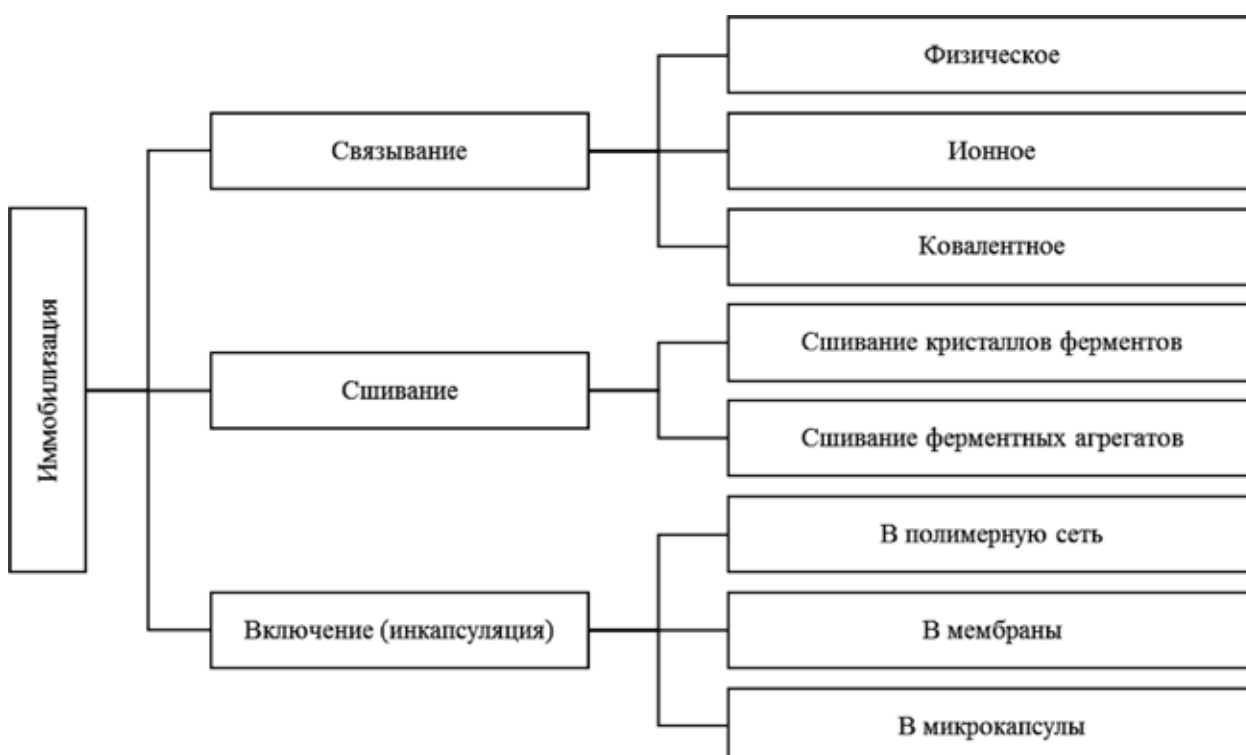 Иммобилизация
Связывание
Физическое
Ионное
Ковалентное
Сшивание
Сшивание кристаллов ферментов
Сшивание ферментных агрегатов
Включение (инкапсуляция)
В полимерную сеть
В мембраны
В микрокапсулы